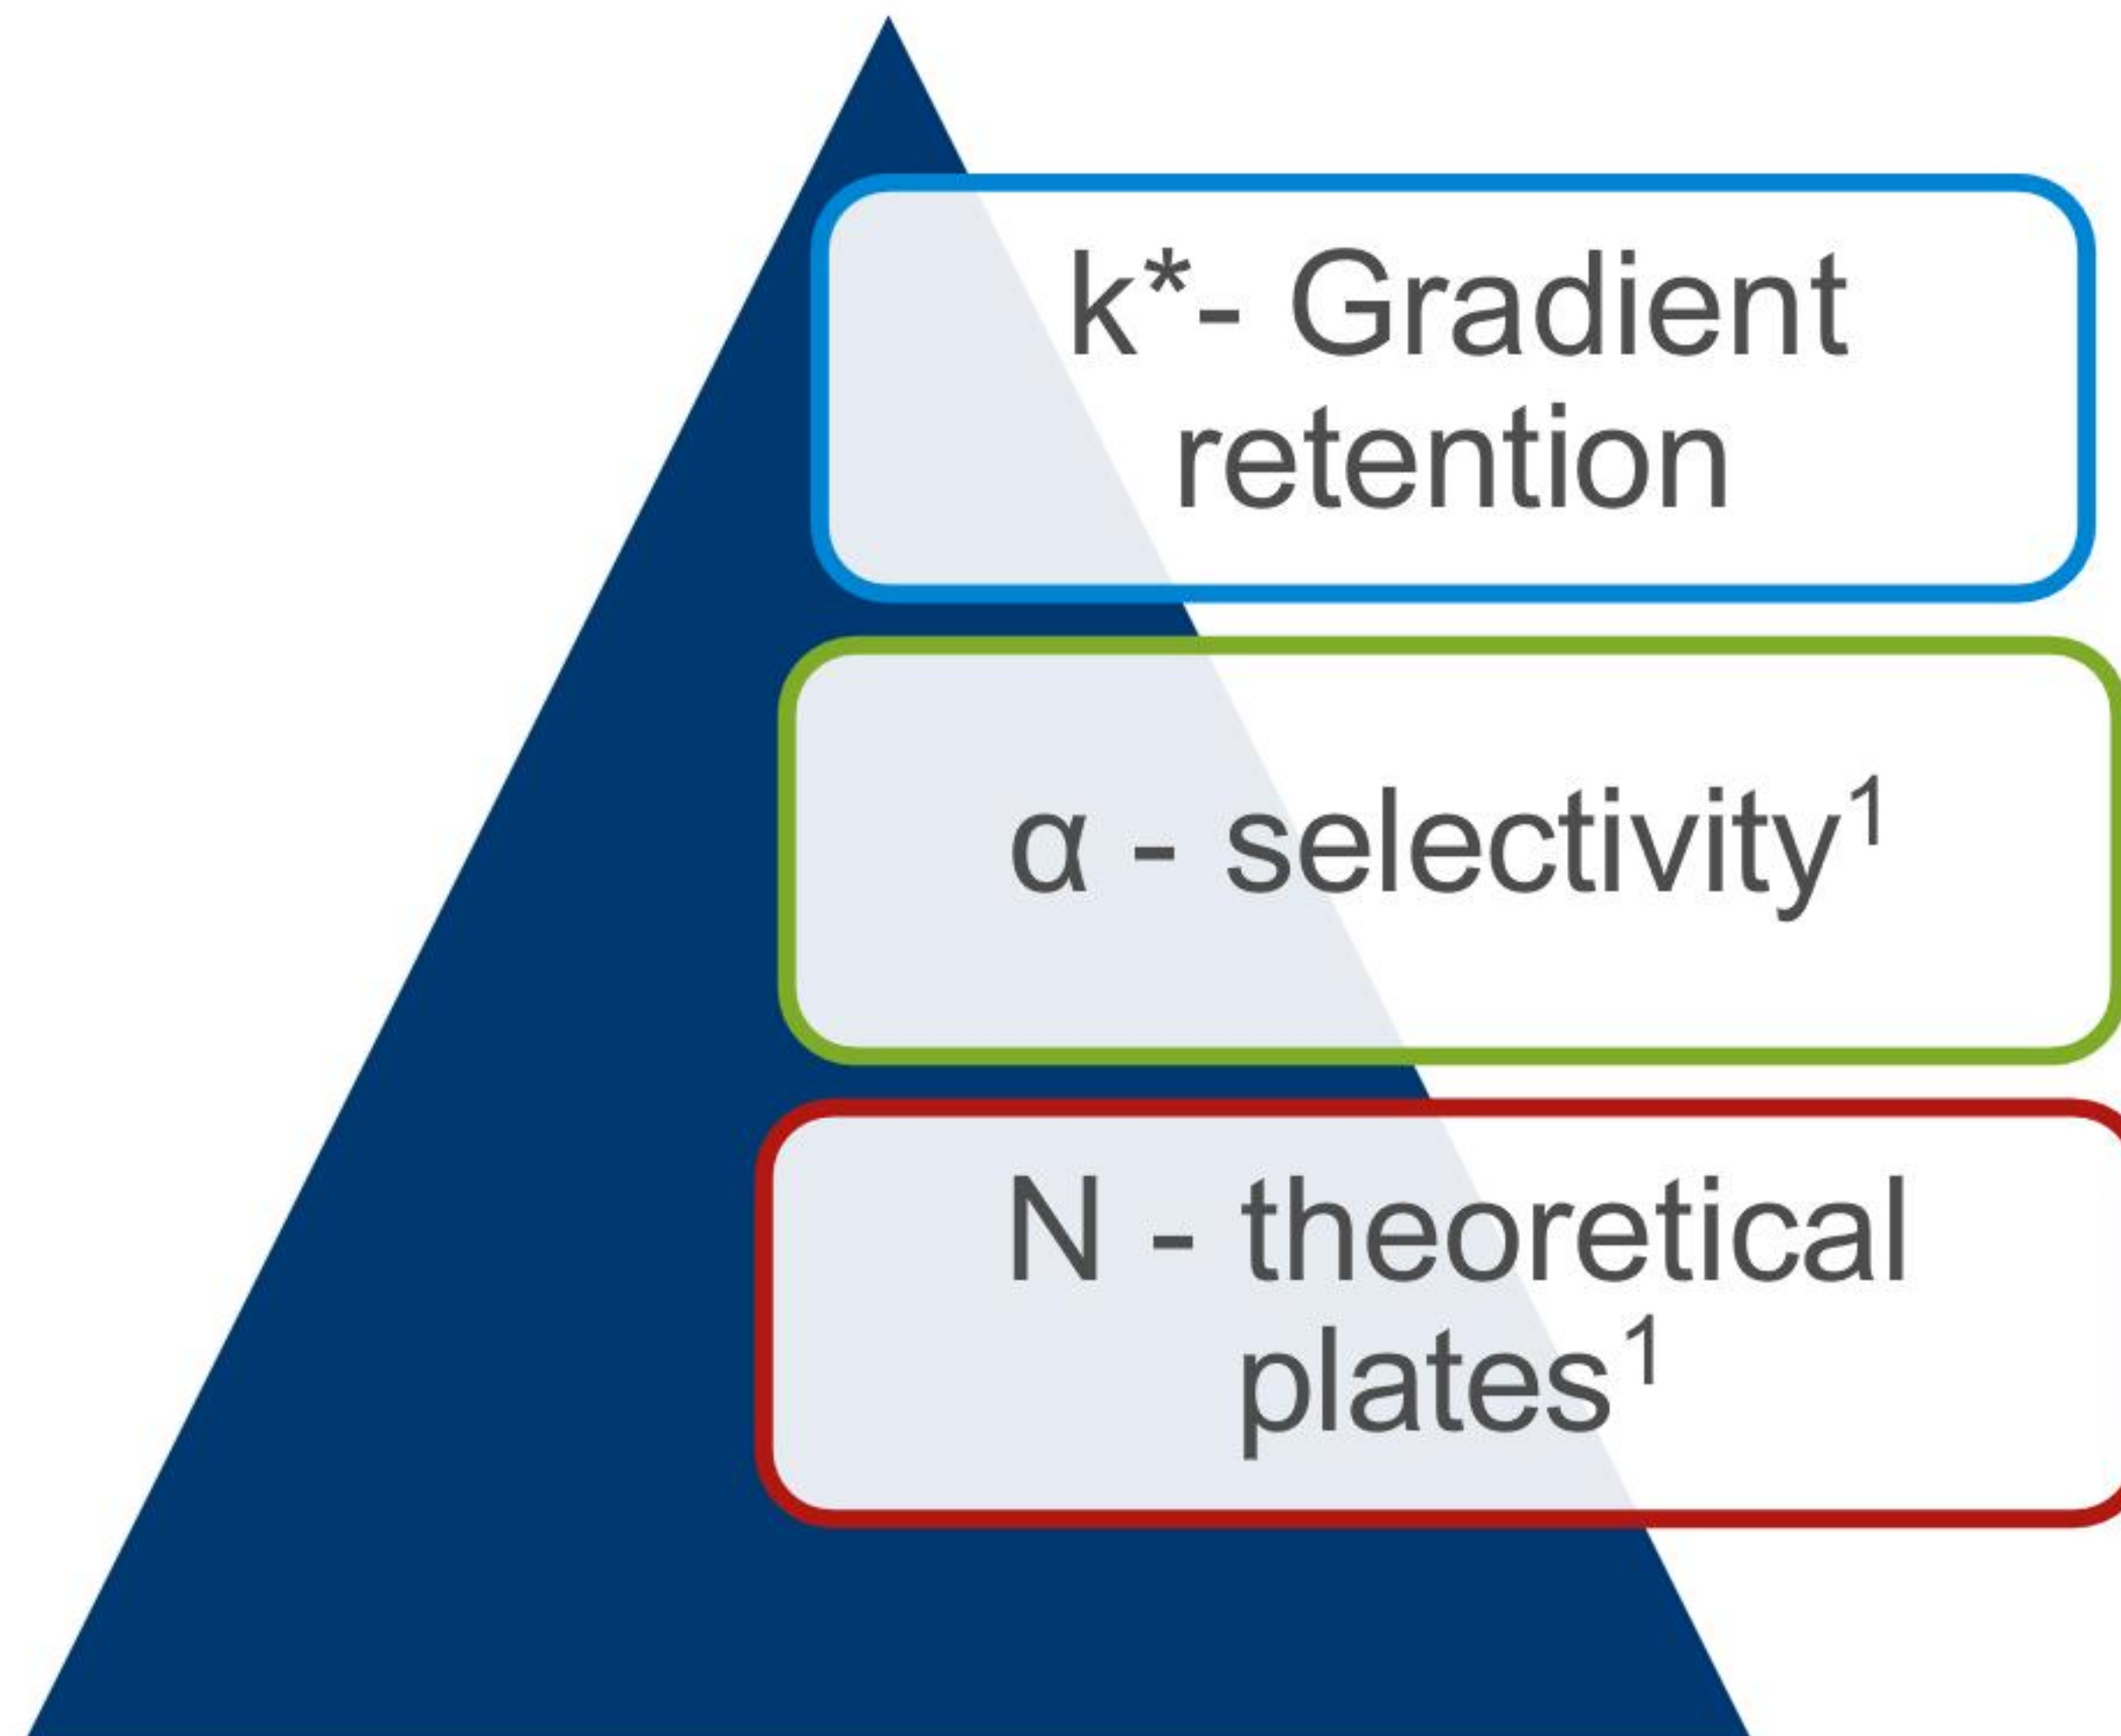 k*- Gradient
retention
α - selectivity¹
N - theoretical
plates¹